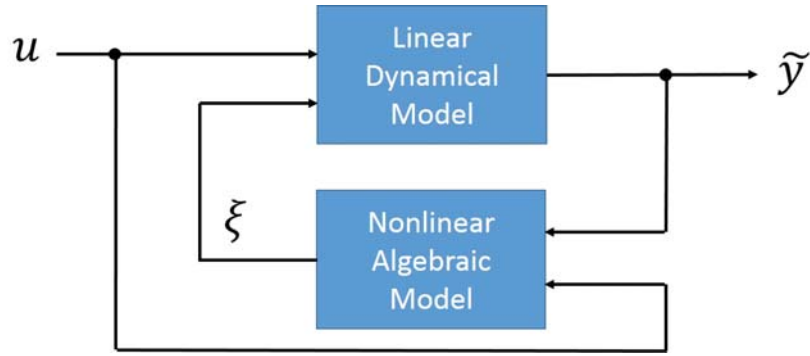 u
Linear
Dynamical
Model
ỹ
ξ
Nonlinear
Algebraic
Model